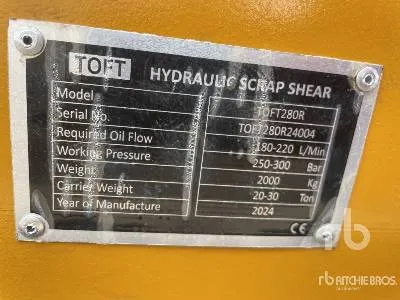 TOFT HYDRAULIC SCRAP SHEAR
Model TOFT280R
Serial No. TOFT280R24004
Required Oil Flow 180-220 L/Min
Working Pressure 250-300 Bar
Weight 2000 Kg
Carrier Weight 20-30 Ton
Year of Manufacture 2024
CE
rb
rb RITCHIE BROS.